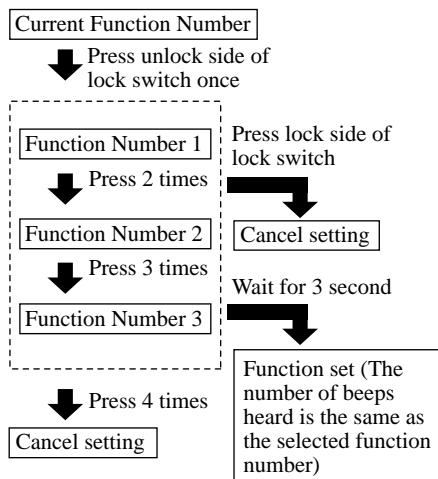 Current Function Number
Press unlock side of
lock switch once
Function Number 1
Press lock side of
lock switch
Press 2 times
Function Number 2
Cancel setting
Press 3 times
Wait for 3 second
Function Number 3
Function set (The
number of beeps
heard is the same as
the selected function
number)
Press 4 times
Cancel setting